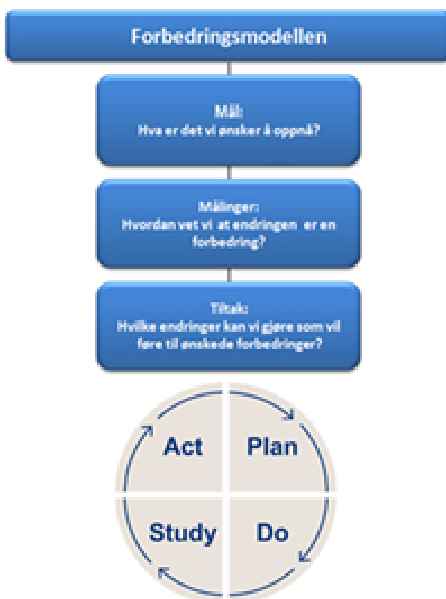 Forbedringsmodellen
Mål:
Hva er det vi ønsker å oppnå?
Målinger:
Hvordan vet vi at endringen er en
forbedring?
Tiltak:
Hvilke endringer kan vi gjøre som vil
føre til ønskede forbedringer?
Act Plan
Study Do